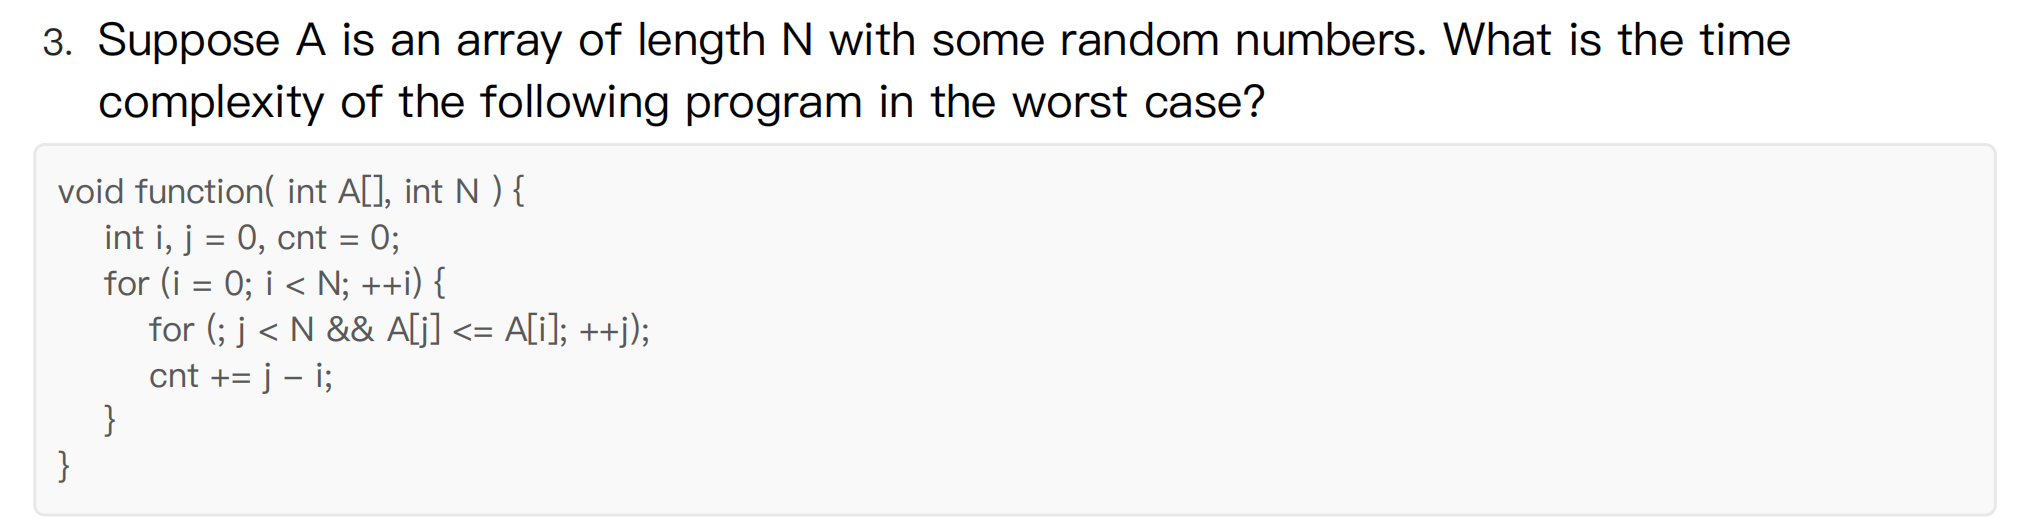 3. Suppose A is an array of length N with some random numbers. What is the time
complexity of the following program in the worst case?
void function( int A[], int N ) {
int i, j = 0, cnt = 0;
for (i = 0; i < N; ++i) {
for (; j < N && A[j] <= A[i]; ++j);
cnt += j – i;
}
}